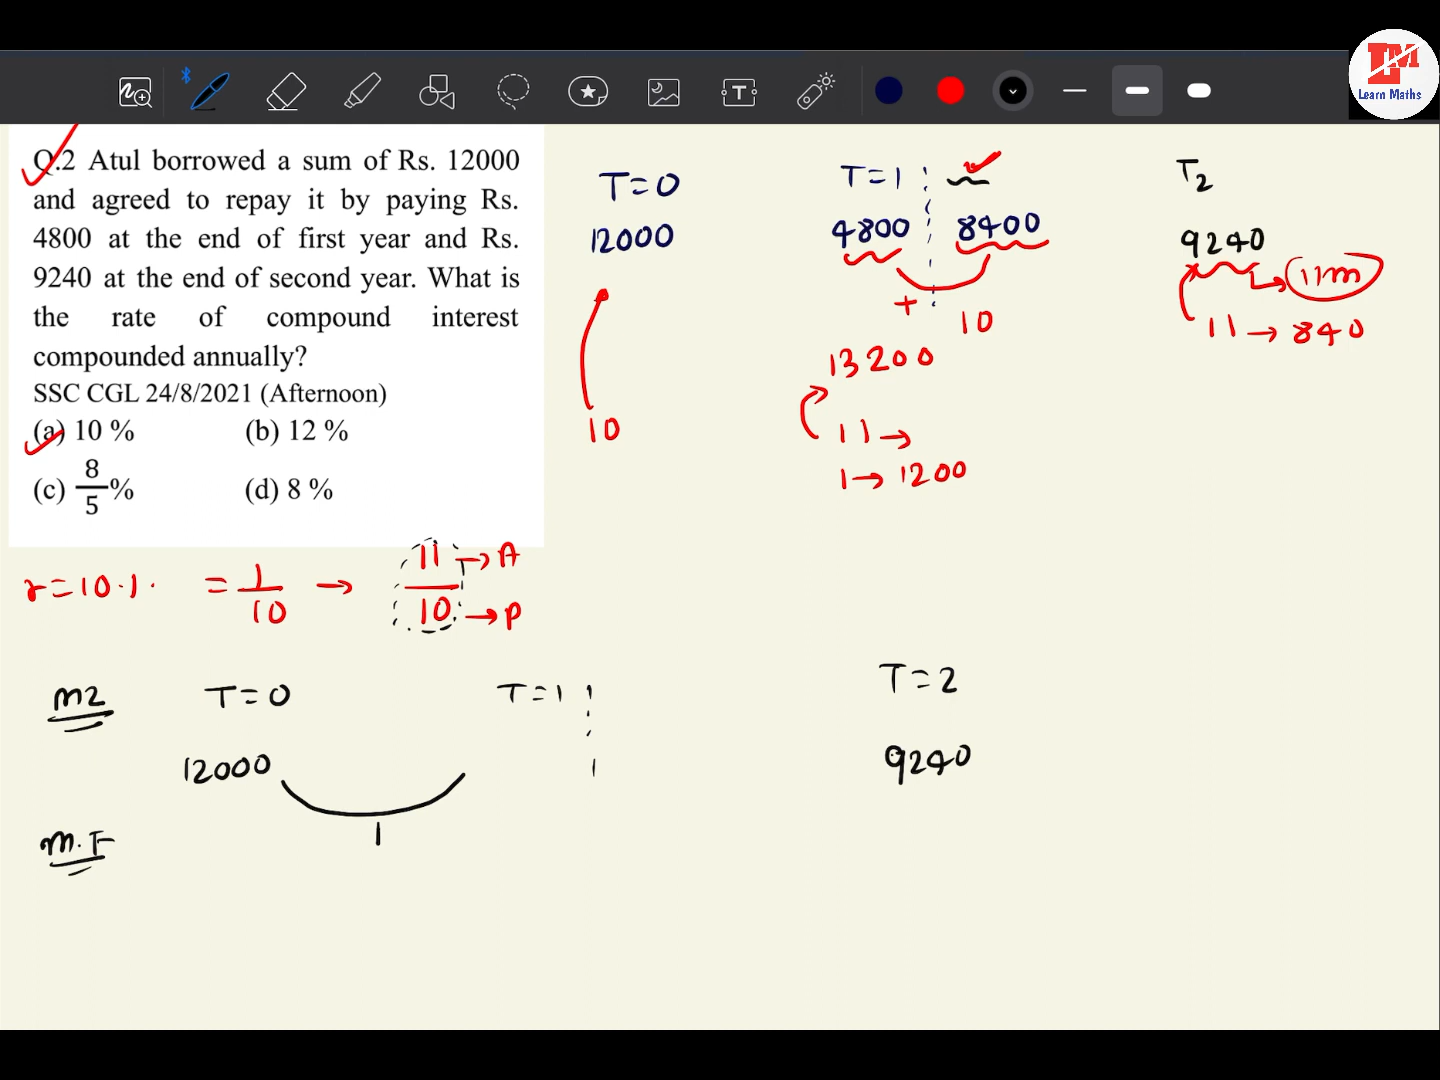 LM
Learn Maths
Q.2 Atul borrowed a sum of Rs. 12000
and agreed to repay it by paying Rs.
4800 at the end of first year and Rs.
9240 at the end of second year. What is
the rate of compound interest
compounded annually?
SSC CGL 24/8/2021 (Afternoon)
(a) 10 % (b) 12 %
(c) 8/5 % (d) 8 %
T=0 T=1 T2
12000 4800 8400 9240
11m
+ 10 11→840
13200
10 11→
1→1200
r=10·1· = 1/10 → 11/10 →A →P
m2 T=0 T=1 T=2
12000 9240
m.F 1